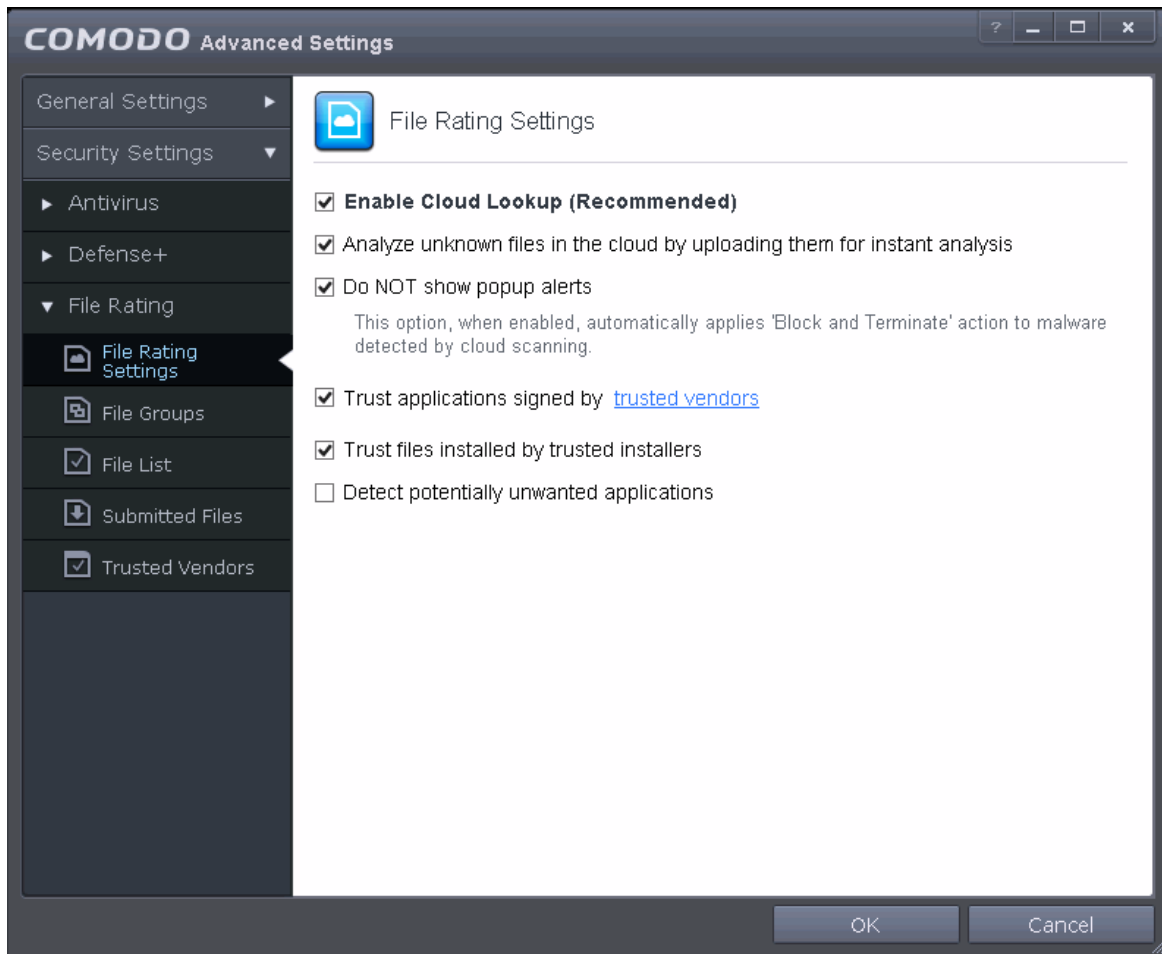 COMODO Advanced Settings
?
General Settings
Security Settings
Antivirus
Defense+
File Rating
File Rating
Settings
File Groups
File List
Submitted Files
Trusted Vendors
File Rating Settings
Enable Cloud Lookup (Recommended)
Analyze unknown files in the cloud by uploading them for instant analysis
Do NOT show popup alerts
This option, when enabled, automatically applies 'Block and Terminate' action to malware
detected by cloud scanning.
Trust applications signed by trusted vendors
Trust files installed by trusted installers
Detect potentially unwanted applications
OK
Cancel